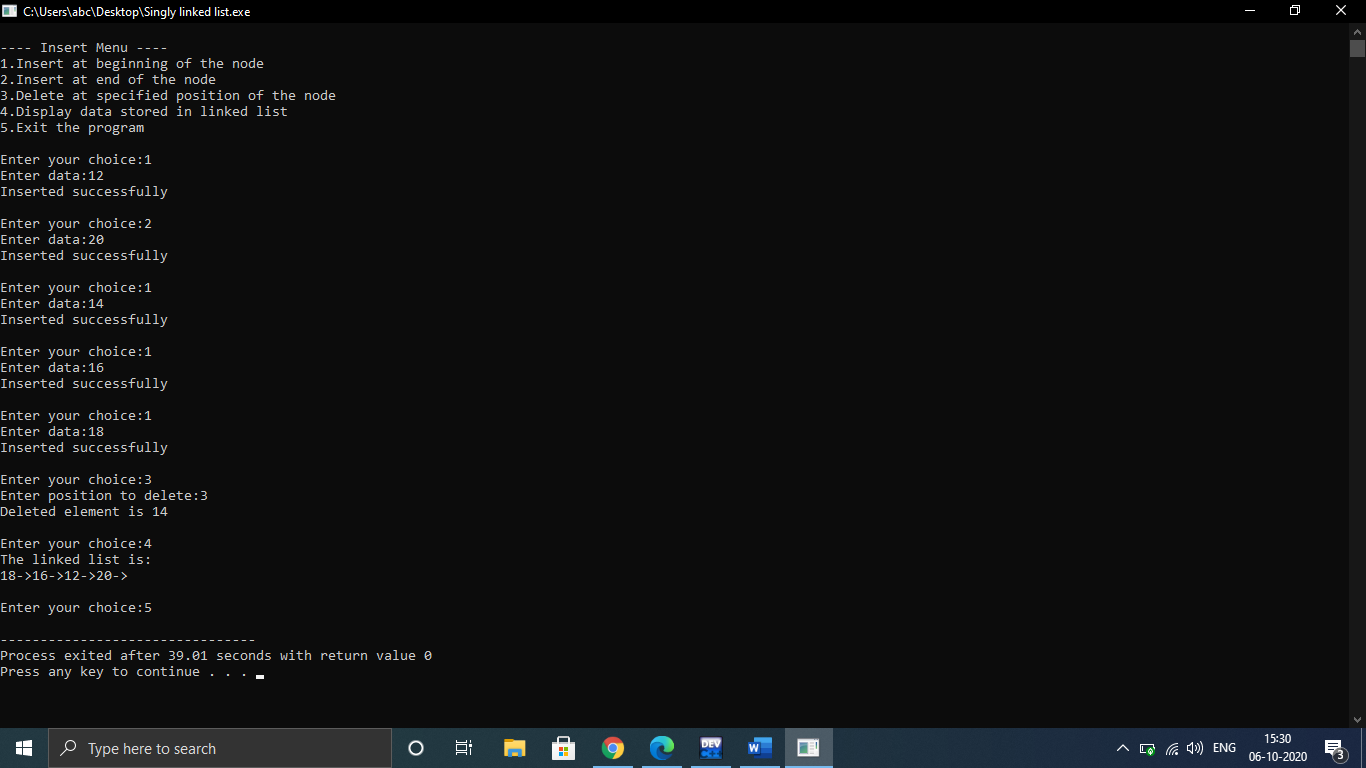 C:\Users\abc\Desktop\Singly linked list.exe
---- Insert Menu ----
1.Insert at beginning of the node
2.Insert at end of the node
3.Delete at specified position of the node
4.Display data stored in linked list
5.Exit the program
Enter your choice:1
Enter data:12
Inserted successfully
Enter your choice:2
Enter data:20
Inserted successfully
Enter your choice:1
Enter data:14
Inserted successfully
Enter your choice:1
Enter data:16
Inserted successfully
Enter your choice:1
Enter data:18
Inserted successfully
Enter your choice:3
Enter position to delete:3
Deleted element is 14
Enter your choice:4
The linked list is:
18->16->12->20->
Enter your choice:5
--------------------------------
Process exited after 39.01 seconds with return value 0
Press any key to continue . . .
Type here to search
DEV
W
ENG
15:30
06-10-2020
3